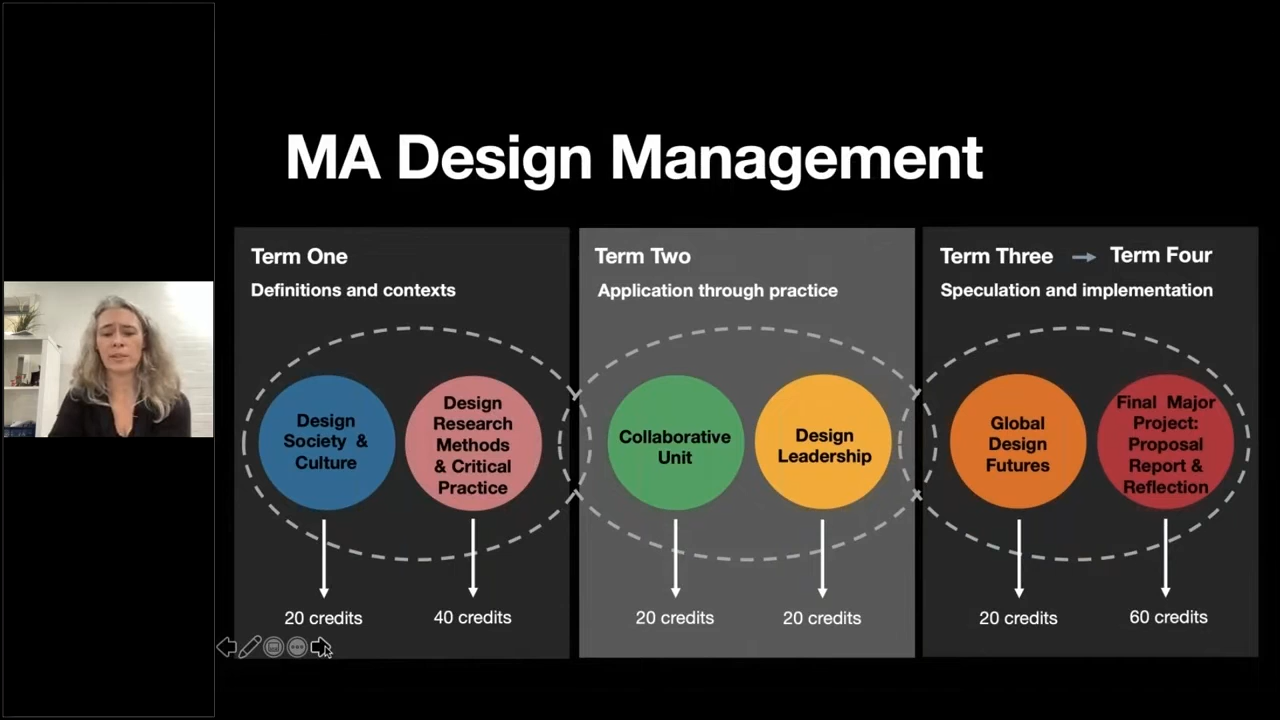 MA Design Management
Term One
Definitions and contexts
Design
Society & 
Culture
Design
Research
Methods
& Critical
Practice
20 credits
40 credits
Term Two
Application through practice
Collaborative
Unit
Design
Leadership
20 credits
20 credits
Term Three
Term Four
Speculation and implementation
Global
Design
Futures
Final Major
Project:
Proposal
Report &
Reflection
20 credits
60 credits